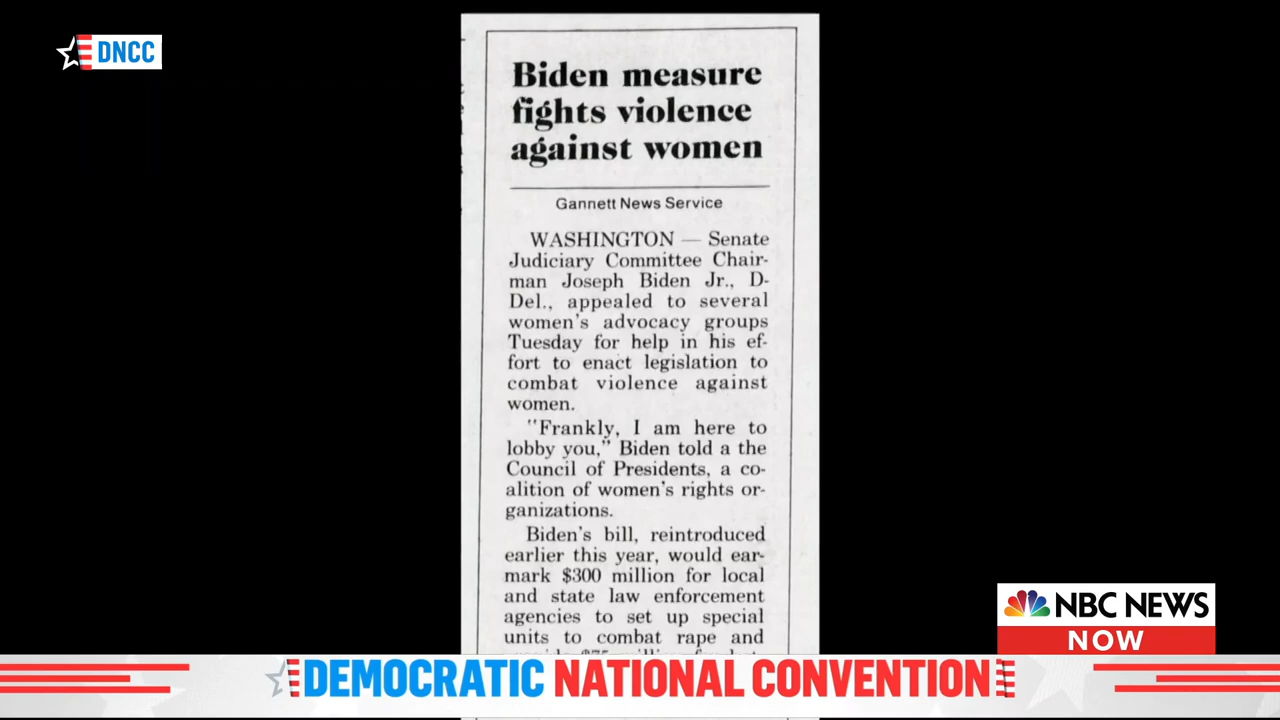 DNCC
Biden measure
fights violence
against women
Gannett News Service
WASHINGTON — Senate
Judiciary Committee Chair-
man Joseph Biden Jr., D-
Del., appealed to several
women's advocacy groups
Tuesday for help in his ef-
fort to enact legislation to
combat violence against
women.
"Frankly, I am here to
lobby you," Biden told a the
Council of Presidents, a co-
alition of women's rights or-
ganizations.
Biden's bill, reintroduced
earlier this year, would ear-
mark $300 million for local
and state law enforcement
agencies to set up special
units to combat rape and
NBC NEWS
NOW
DEMOCRATIC NATIONAL CONVENTION